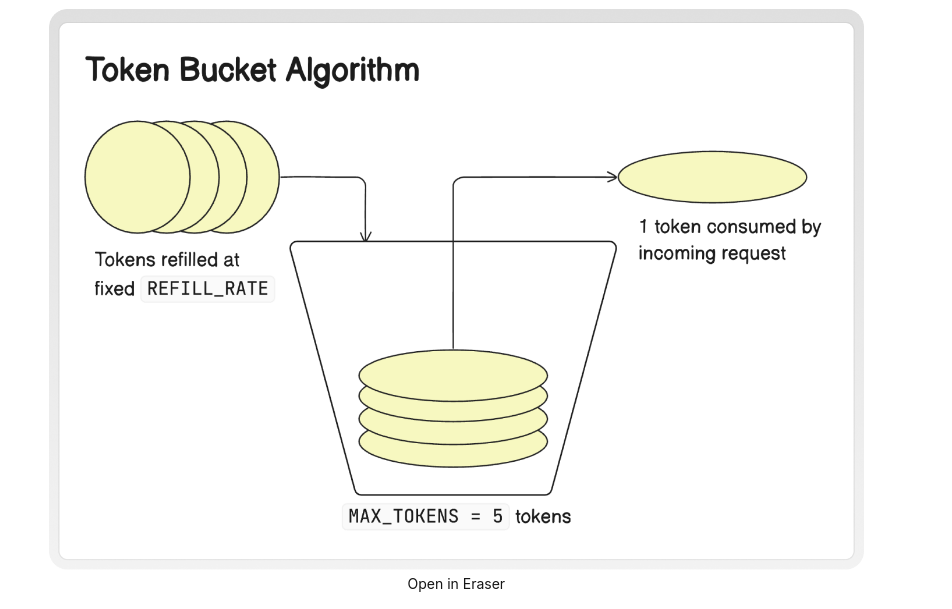 Token Bucket Algorithm
Tokens refilled at
fixed REFILL_RATE
1 token consumed by
incoming request
MAX_TOKENS = 5 tokens
Open in Eraser